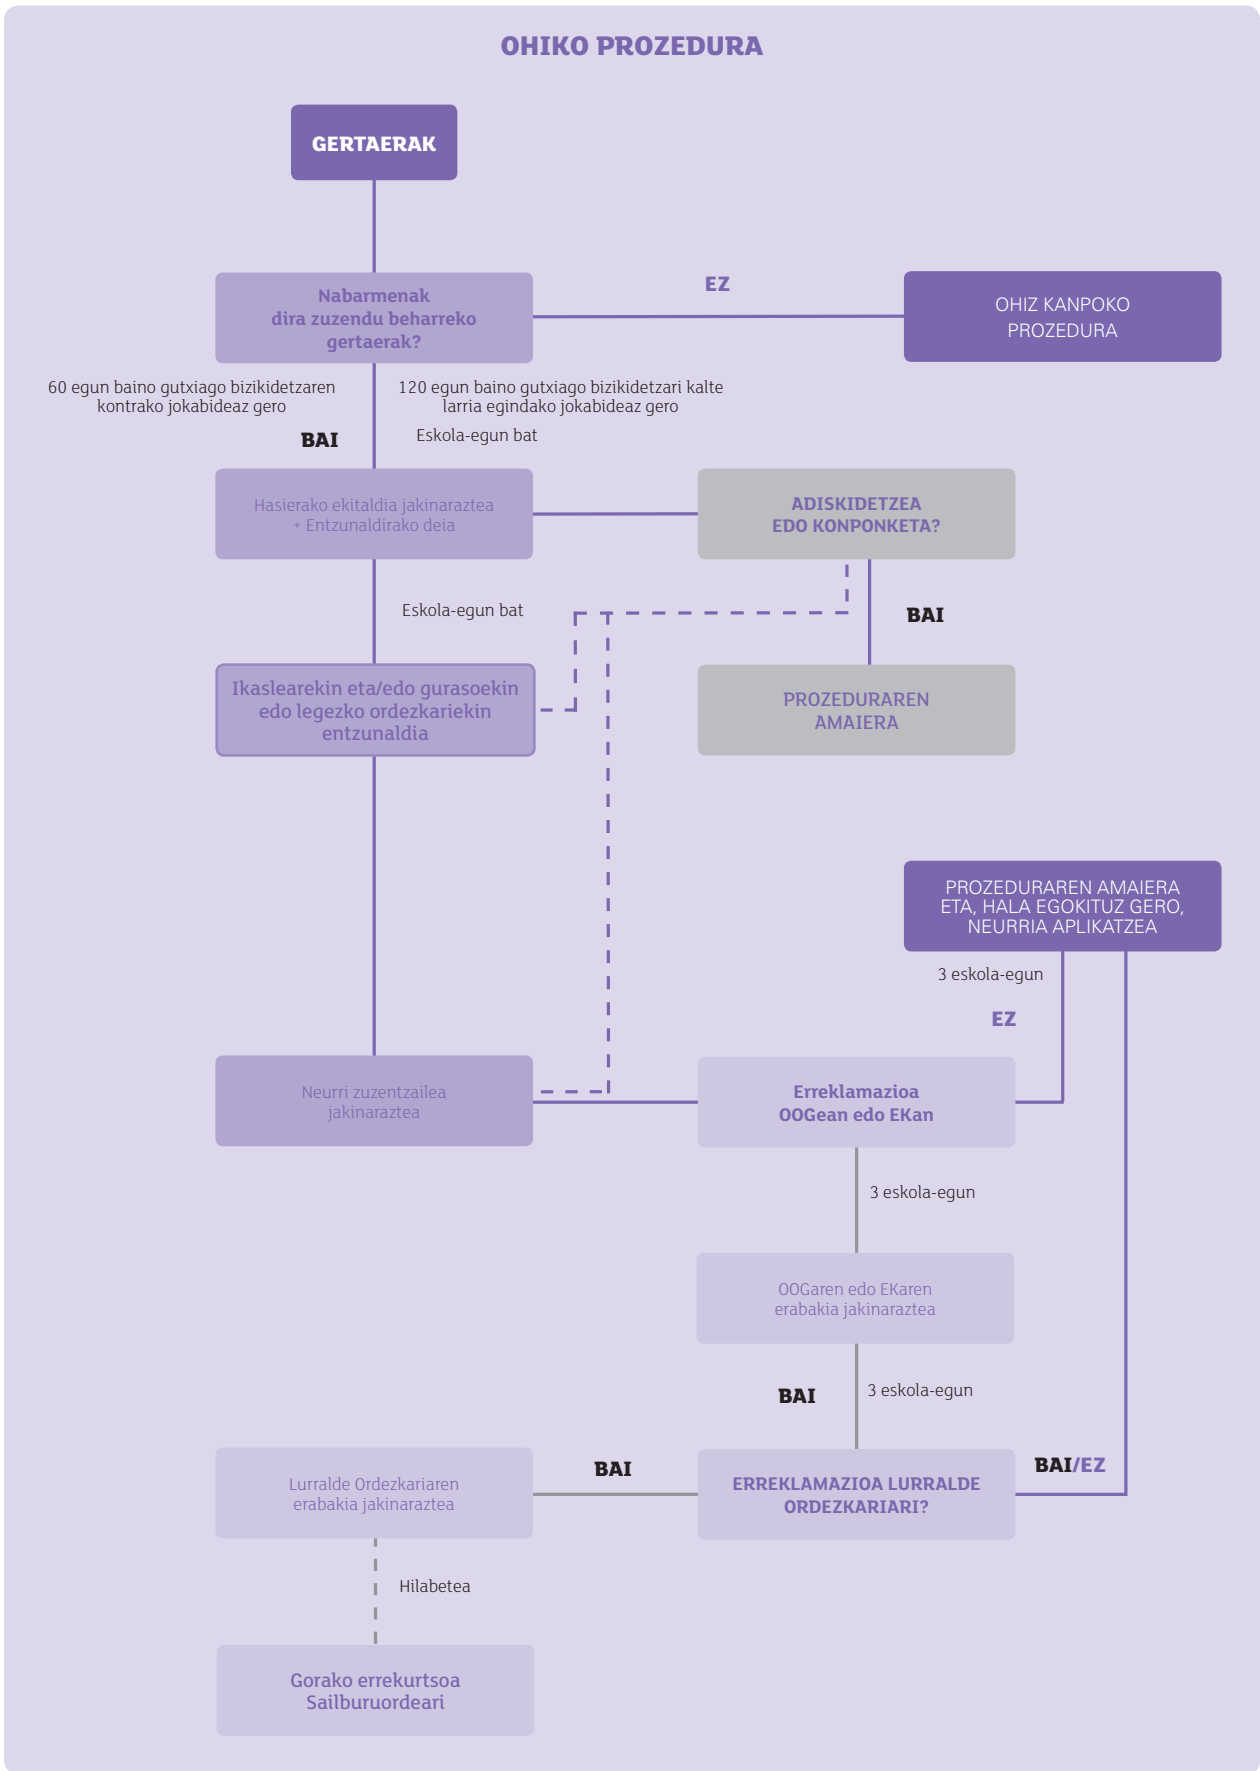 OHIKO PROZEDURA
GERTAERAK
Nabarmenak
dira zuzendu beharreko
gertaerak?
EZ
OHIZ KANPOKO
PROZEDURA
60 egun baino gutxiago bizikidetzaren
kontrako jokabideaz gero
120 egun baino gutxiago bizikidetzari kalte
larria egindako jokabideaz gero
BAI
Eskola-egun bat
Hasierako ekitaldia jakinaraztea
+ Entzunaldirako deia
ADISKIDETZEA
EDO KONPONKETA?
Eskola-egun bat
BAI
Ikaslearekin eta/edo gurasoekin
edo legezko ordezkariekin
entzunaldia
PROZEDURAREN
AMAIERA
PROZEDURAREN AMAIERA
ETA, HALA EGOKITUZ GERO,
NEURRIA APLIKATZEA
3 eskola-egun
EZ
Neurri zuzentzailea
jakinaraztea
Erreklamazioa
OOGean edo EKan
3 eskola-egun
OOGaren edo EKaren
erabakia jakinaraztea
BAI
3 eskola-egun
Lurralde Ordezkariaren
erabakia jakinaraztea
BAI
ERREKLAMAZIOA LURRALDE
ORDEZKARIARI?
BAI/EZ
Hilabetea
Gorako errekurtsoa
Sailburuordeari